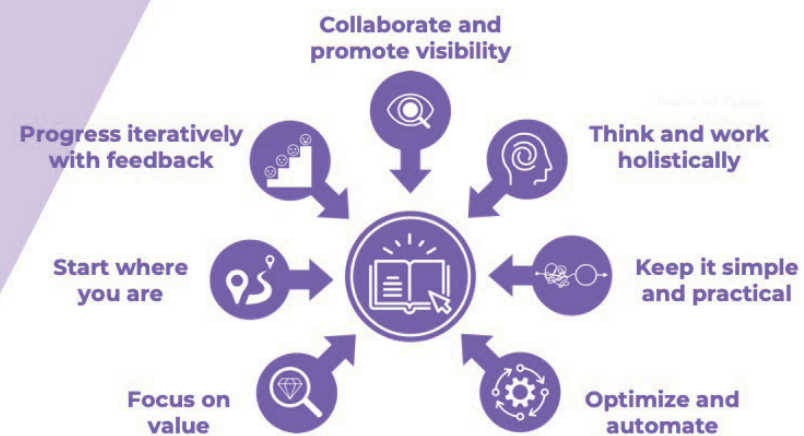 Collaborate and
promote visibility
Progress iteratively
with feedback
Think and work
holistically
Start where
you are
Keep it simple
and practical
Focus on
value
Optimize and
automate